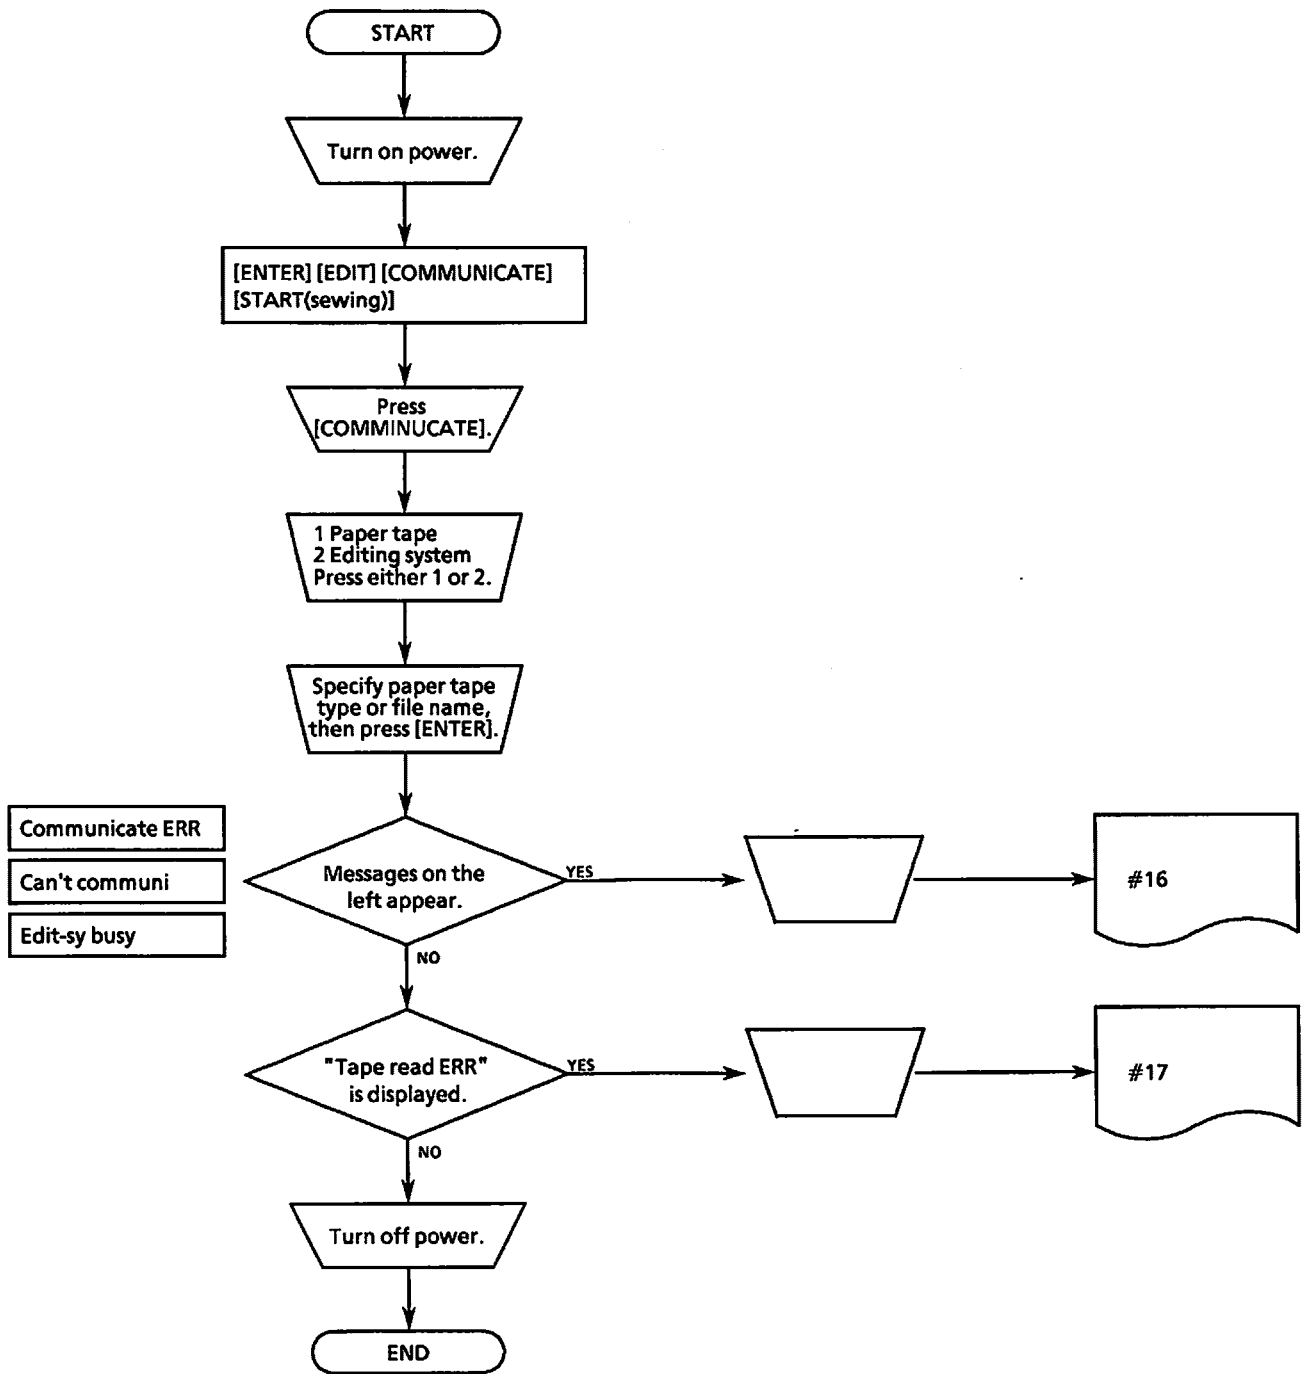 START
Turn on power.
[ENTER] [EDIT] [COMMUNICATE]
[START(sewing)]
Press
[COMMINUCATE].
1 Paper tape
2 Editing system
Press either 1 or 2.
Specify paper tape
type or file name,
then press [ENTER].
Communicate ERR
Can't communi
Edit-sy busy
Messages on the
left appear.
YES
#16
NO
"Tape read ERR"
is displayed.
YES
#17
NO
Turn off power.
END